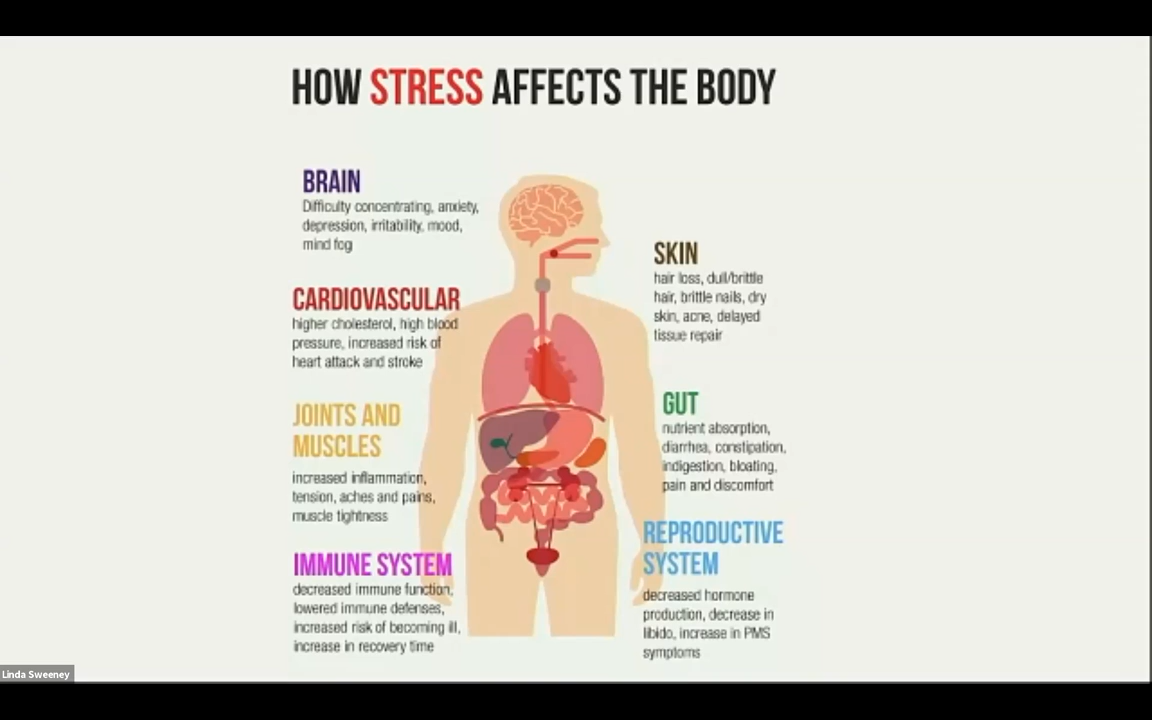 HOW STRESS AFFECTS THE BODY
BRAIN
Difficulty concentrating, anxiety,
depression, irritability, mood,
mind fog
CARDIOVASCULAR
higher cholesterol, high blood
pressure, increased risk of
heart attack and stroke
JOINTS AND
MUSCLES
increased inflammation,
tension, aches and pains,
muscle tightness
IMMUNE SYSTEM
decreased immune function,
lowered immune defenses,
increased risk of becoming ill,
increase in recovery time
SKIN
hair loss, dull/brittle
hair, brittle nails, dry
skin, acne, delayed
tissue repair
GUT
nutrient absorption,
diarrhea, constipation,
indigestion, bloating,
pain and discomfort
REPRODUCTIVE
SYSTEM
decreased hormone
production, decrease in
libido, increase in PMS
symptoms
Linda Sweeney